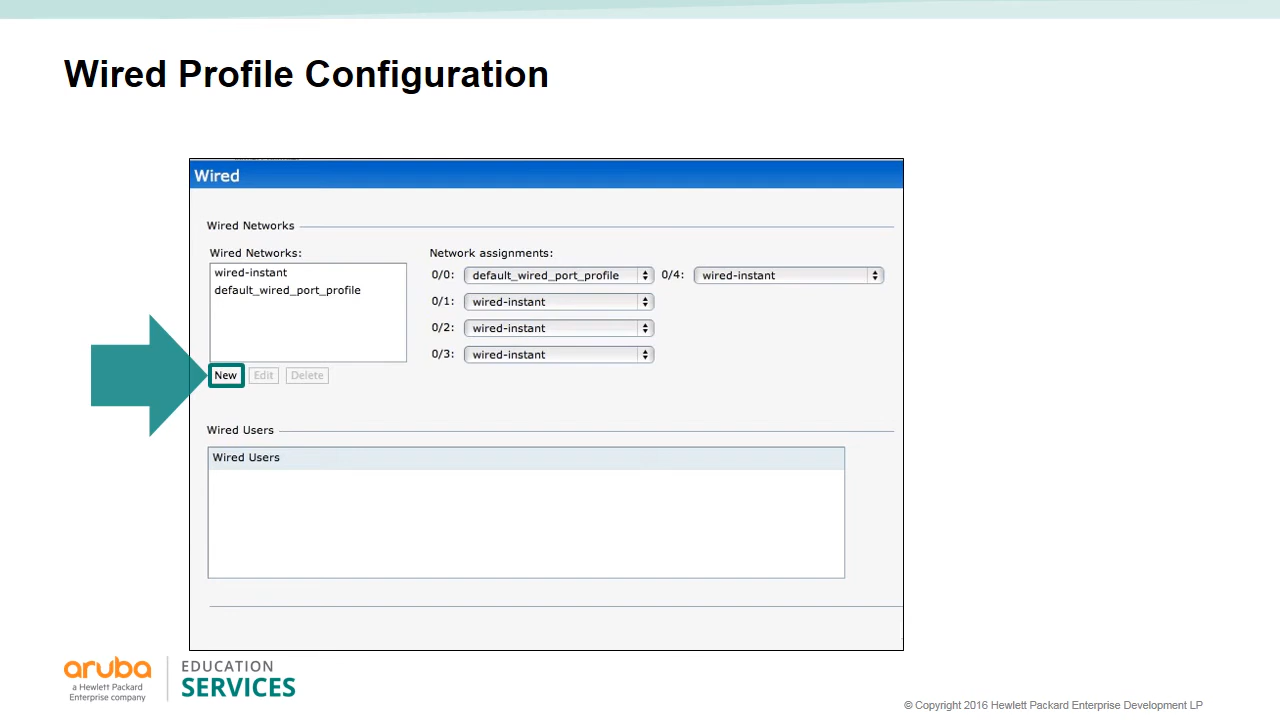 Wired Profile Configuration
Wired
Wired Networks
Wired Networks:
wired-instant
default_wired_port_profile
New Edit Delete
Network assignments:
0/0: default_wired_port_profile 0/4: wired-instant
0/1: wired-instant
0/2: wired-instant
0/3: wired-instant
Wired Users
Wired Users
aruba
a Hewlett Packard
Enterprise company
EDUCATION
SERVICES
© Copyright 2016 Hewlett Packard Enterprise Development LP